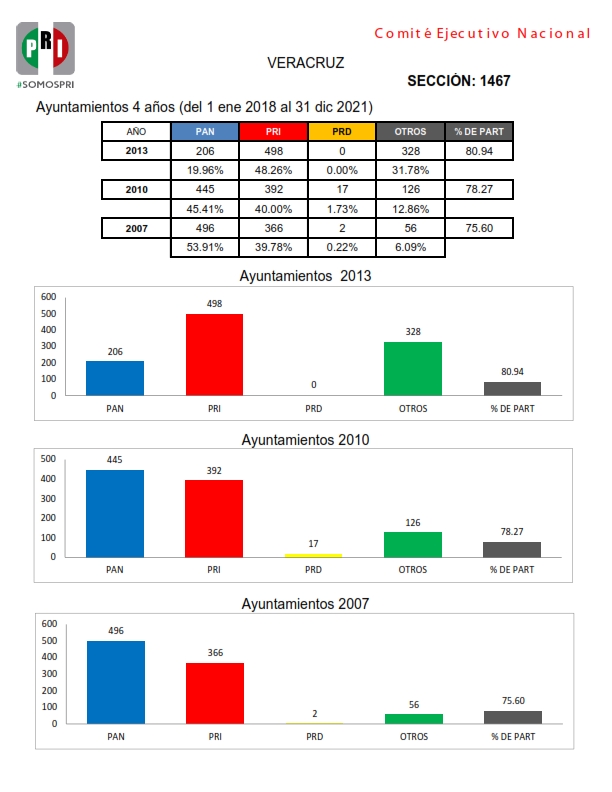 Comité Ejecutivo Nacional
PRI
#SOMOSPRI
VERACRUZ
SECCIÓN: 1467
Ayuntamientos 4 años (del 1 ene 2018 al 31 dic 2021)
AÑO PAN PRI PRD OTROS % DE PART
2013 206 498 0 328 80.94
19.96% 48.26% 0.00% 31.78%
2010 445 392 17 126 78.27
45.41% 40.00% 1.73% 12.86%
2007 496 366 2 56 75.60
53.91% 39.78% 0.22% 6.09%
Ayuntamientos 2013
600
500
400
300
200
100
0
206 498 0 328 80.94
PAN PRI PRD OTROS % DE PART
Ayuntamientos 2010
500
400
300
200
100
0
445 392 17 126 78.27
PAN PRI PRD OTROS % DE PART
Ayuntamientos 2007
600
500
400
300
200
100
0
496 366 2 56 75.60
PAN PRI PRD OTROS % DE PART